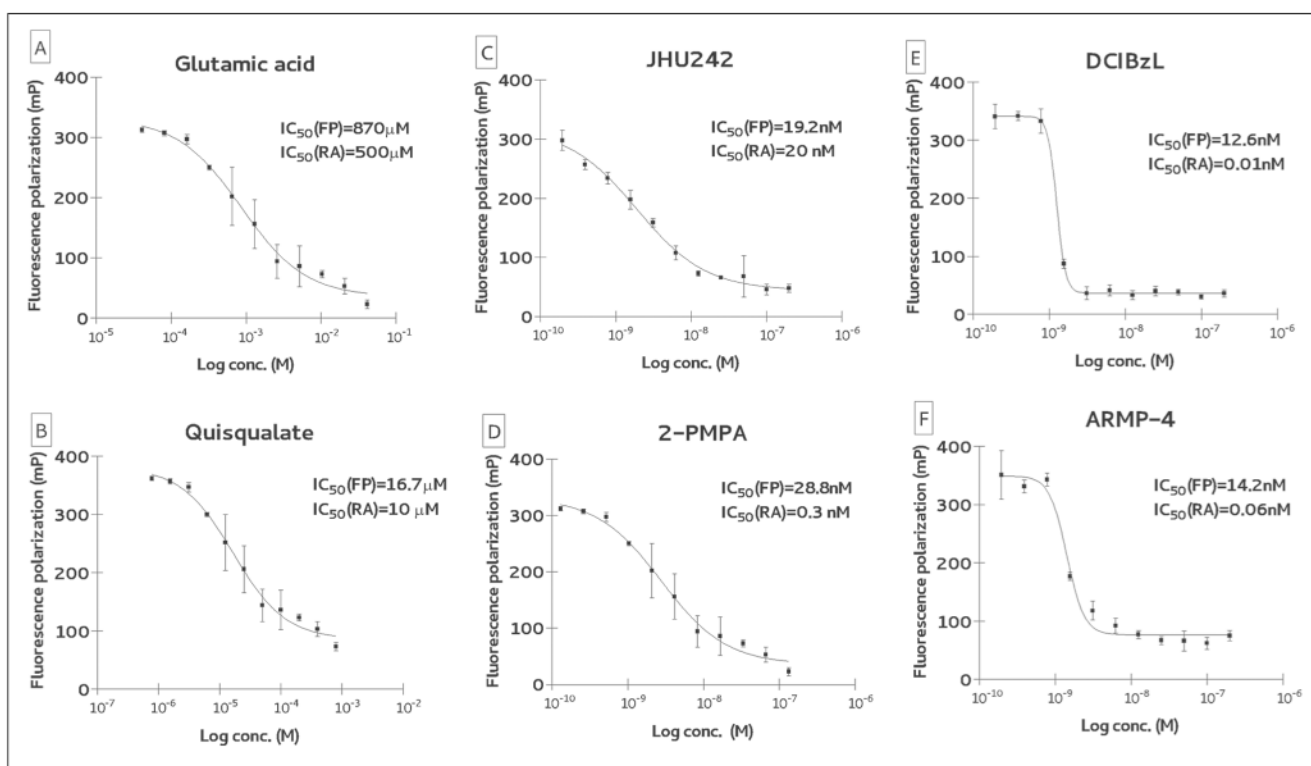 A
Glutamic acid
Fluorescence polarization (mP)
400
300
200
100
0
IC50(FP)=870μM
IC50(RA)=500μM
10-5
10-4
10-3
10-2
10-1
Log conc. (M)
C
JHU242
Fluorescence polarization (mP)
400
300
200
100
0
IC50(FP)=19.2nM
IC50(RA)=20 nM
10-10
10-9
10-8
10-7
10-6
Log conc. (M)
E
DCIBzL
Fluorescence polarization (mP)
400
300
200
100
0
IC50(FP)=12.6nM
IC50(RA)=0.01nM
10-10
10-9
10-8
10-7
10-6
Log conc. (M)
B
Quisqualate
Fluorescence polarization (mP)
400
300
200
100
0
IC50(FP)=16.7μM
IC50(RA)=10 μM
10-7
10-6
10-5
10-4
10-3
10-2
Log conc. (M)
D
2-PMPA
Fluorescence polarization (mP)
400
300
200
100
0
IC50(FP)=28.8nM
IC50(RA)=0.3 nM
10-10
10-9
10-8
10-7
10-6
Log conc. (M)
F
ARMP-4
Fluorescence polarization (mP)
400
300
200
100
0
IC50(FP)=14.2nM
IC50(RA)=0.06nM
10-10
10-9
10-8
10-7
10-6
Log conc. (M)